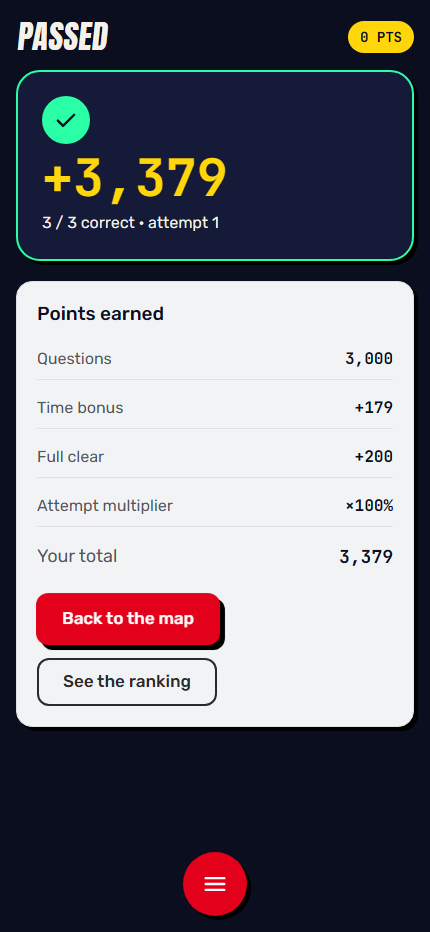 PASSED
0 PTS
+3,379
3 / 3 correct • attempt 1
Points earned
Questions 3,000
Time bonus +179
Full clear +200
Attempt multiplier ×100%
Your total 3,379
Back to the map
See the ranking